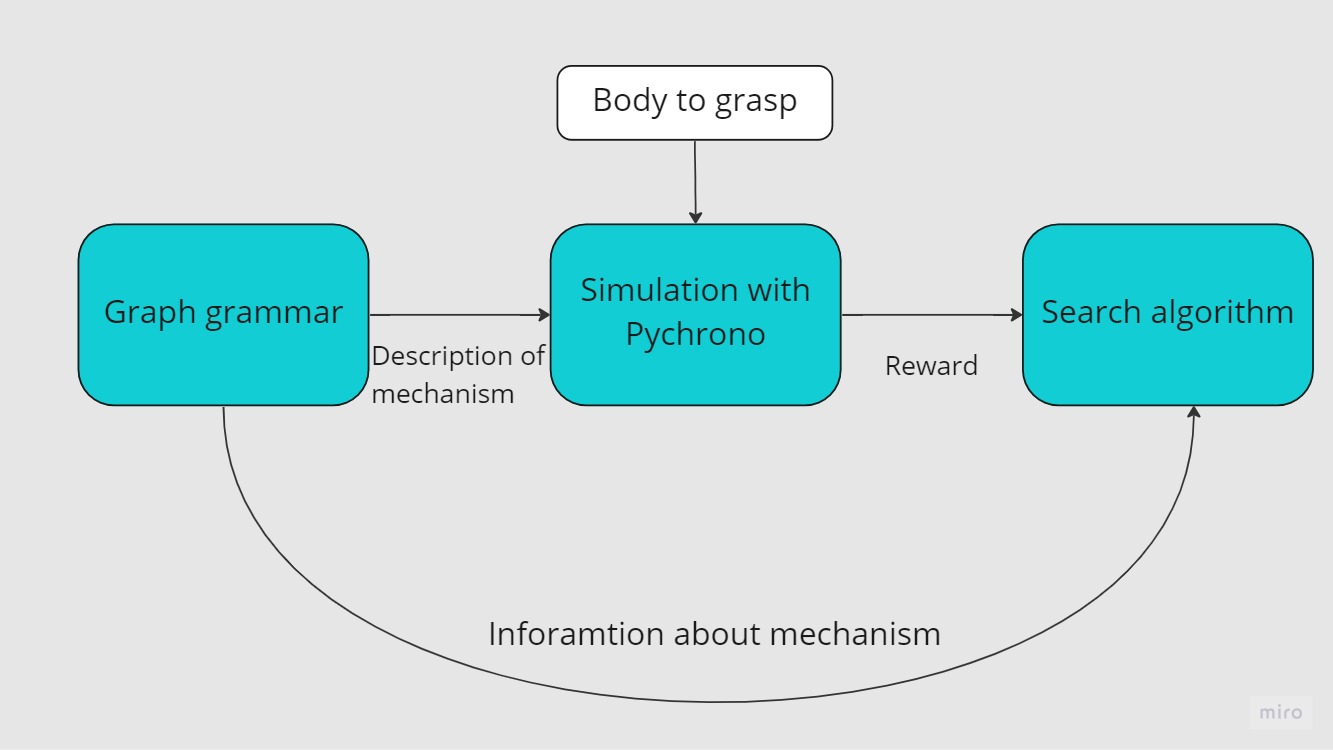 Body to grasp
Graph grammar
Description of
mechanism
Simulation with
Pychrono
Reward
Search algorithm
Inforamtion about mechanism
miro